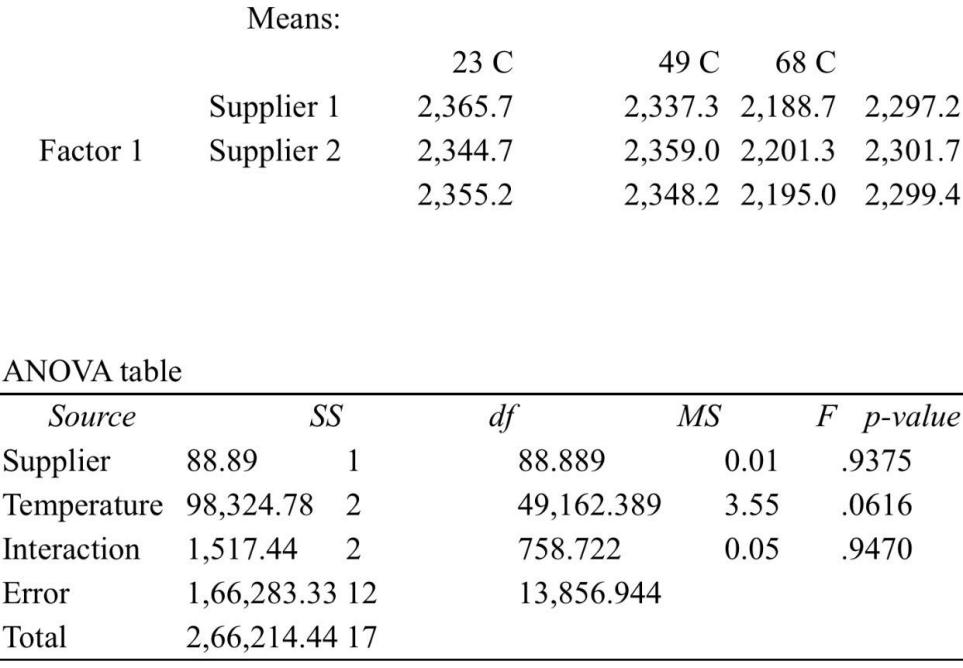 Means:
23 C 49 C 68 C
Supplier 1 2,365.7 2,337.3 2,188.7 2,297.2
Factor 1 Supplier 2 2,344.7 2,359.0 2,201.3 2,301.7
2,355.2 2,348.2 2,195.0 2,299.4
ANOVA table
Source SS df MS F p-value
Supplier 88.89 1 88.889 0.01 .9375
Temperature 98,324.78 2 49,162.389 3.55 .0616
Interaction 1,517.44 2 758.722 0.05 .9470
Error 1,66,283.33 12 13,856.944
Total 2,66,214.44 17